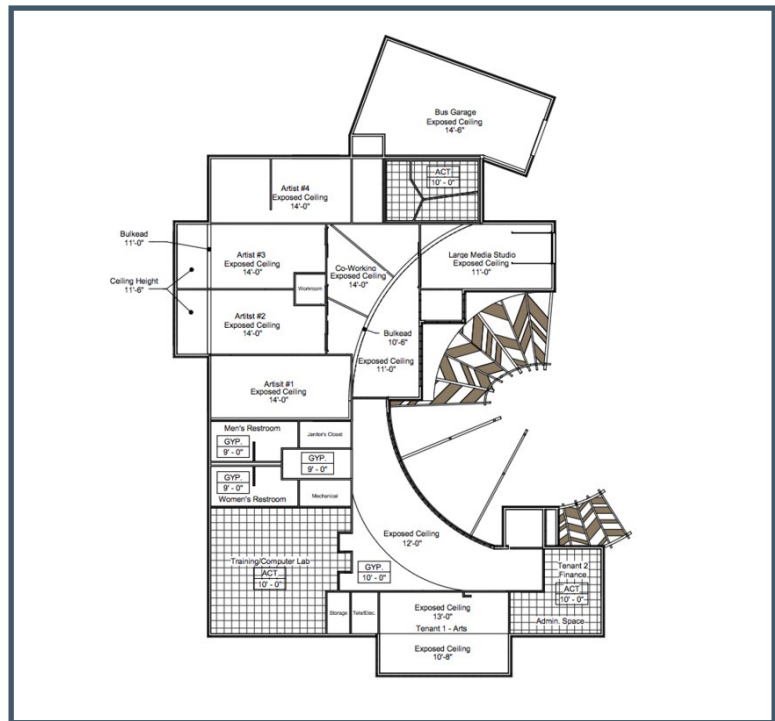 Bus Garage
Exposed Ceiling
14'-6"
ACT
10' - 0"
Artist #4
Exposed Ceiling
14'-0"
Bulkead
11'-0"
Artist #3
Exposed Ceiling
14'-0"
Co-Working
Exposed Ceiling
14'-0"
Large Media Studio
Exposed Ceiling
11'-0"
Ceiling Height
11'-6"
Workroom
Artitst #2
Exposed Ceiling
14'-0"
Bulkead
10'-6"
Exposed Ceiling
11'-0"
Artisit #1
Exposed Ceiling
14'-0"
Men's Restroom
GYP.
9' - 0"
Janitor's Closet
GYP.
9' - 0"
GYP.
9' - 0"
Women's Restroom
Mechanical
Exposed Ceiling
12'-0"
Training/Computer Lab
ACT
10' - 0"
GYP.
10' - 0"
Tenant 2
Finance
ACT
10' - 0"
Admin. Space
Storage
Tele/Elec.
Exposed Ceiling
13'-0"
Tenant 1 - Arts
Exposed Ceiling
10'-8"